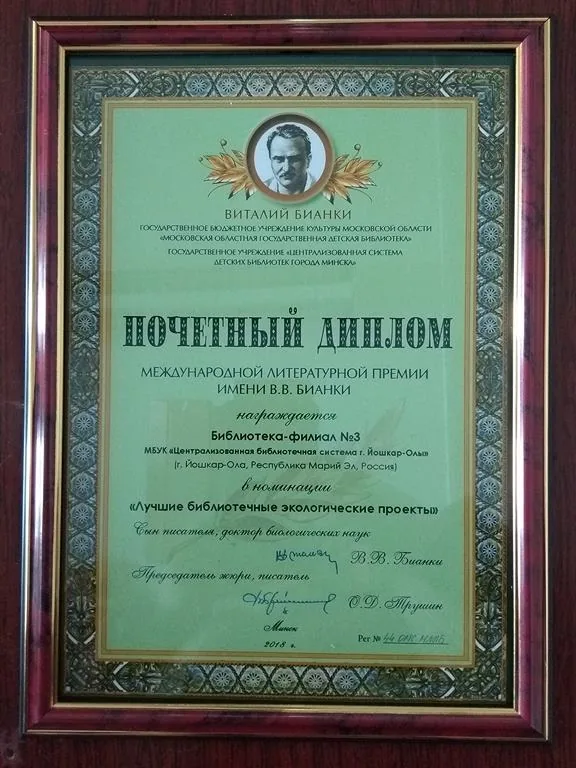 ВИТАЛИЙ БИАНКИ
ГОСУДАРСТВЕННОЕ БЮДЖЕТНОЕ УЧРЕЖДЕНИЕ КУЛЬТУРЫ МОСКОВСКОЙ ОБЛАСТИ
«МОСКОВСКАЯ ОБЛАСТНАЯ ГОСУДАРСТВЕННАЯ ДЕТСКАЯ БИБЛИОТЕКА»
ГОСУДАРСТВЕННОЕ УЧРЕЖДЕНИЕ «ЦЕНТРАЛИЗОВАННАЯ СИСТЕМА
ДЕТСКИХ БИБЛИОТЕК ГОРОДА МИНСКА»
ПОЧЕТНЫЙ ДИПЛОМ
МЕЖДУНАРОДНОЙ ЛИТЕРАТУРНОЙ ПРЕМИИ
ИМЕНИ В.В. БИАНКИ
награждается
Библиотека-филиал №3
МБУК «Централизованная библиотечная система г. Йошкар-Олы»
(г. Йошкар-Ола, Республика Марий Эл, Россия)
в номинации
«Лучшие библиотечные экологические проекты»
Сын писателя, доктор биологических наук
В.В. Бианки
Председатель жюри, писатель
О.Д. Трушин
Минск
2018 г.
Рег № 44